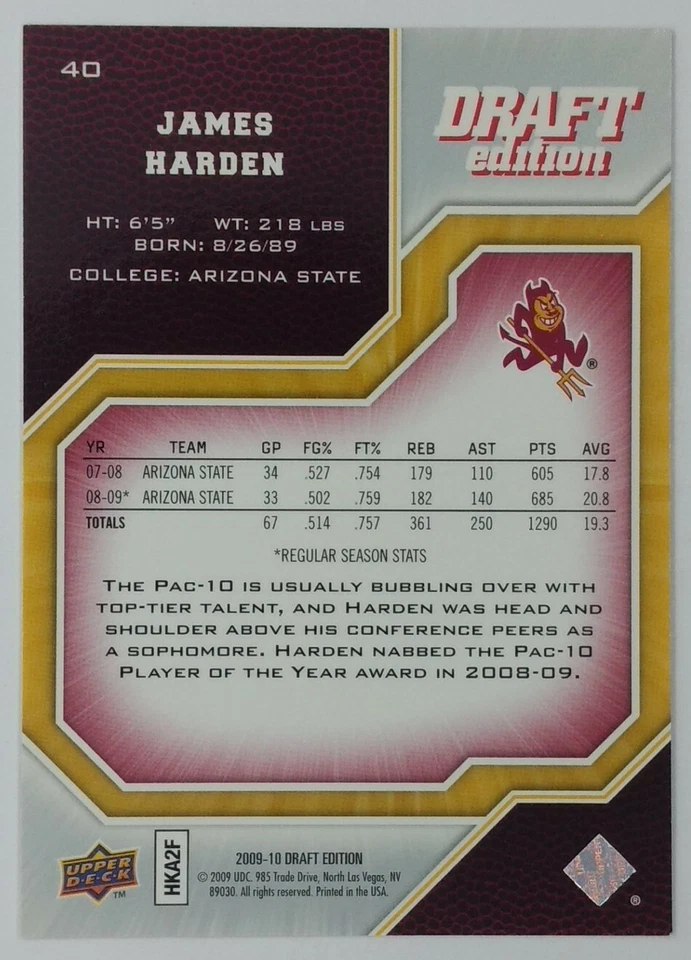 40
JAMES
HARDEN
DRAFT
edition
HT: 6'5" WT: 218 LBS
BORN: 8/26/89
COLLEGE: ARIZONA STATE
®
YR TEAM GP FG% FT% REB AST PTS AVG
07-08 ARIZONA STATE 34 .527 .754 179 110 605 17.8
08-09* ARIZONA STATE 33 .502 .759 182 140 685 20.8
TOTALS 67 .514 .757 361 250 1290 19.3
*REGULAR SEASON STATS
THE PAC-10 IS USUALLY BUBBLING OVER WITH
TOP-TIER TALENT, AND HARDEN WAS HEAD AND
SHOULDER ABOVE HIS CONFERENCE PEERS AS
A SOPHOMORE. HARDEN NABBED THE PAC-10
PLAYER OF THE YEAR AWARD IN 2008-09.
UPPER
D·E·C·K
TM
HKA2F
2009-10 DRAFT EDITION
© 2009 UDC. 985 Trade Drive, North Las Vegas, NV
89030. All rights reserved. Printed in the USA.
®